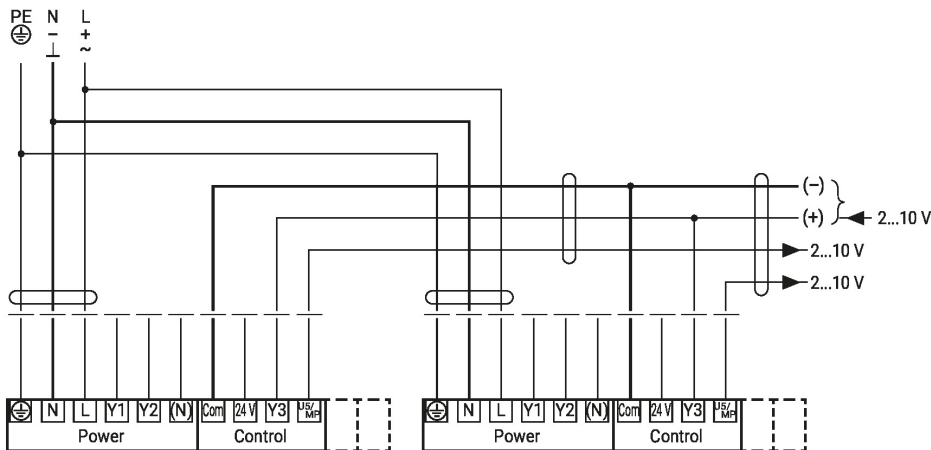 PE N L
- +
⊥ ~
(−)
(+) 2...10 V
2...10 V
2...10 V
N L Y1 Y2 (N) Com 24 V Y3 U5/MP N L Y1 Y2 (N) Com 24 V Y3 U5/MP
Power Control Power Control